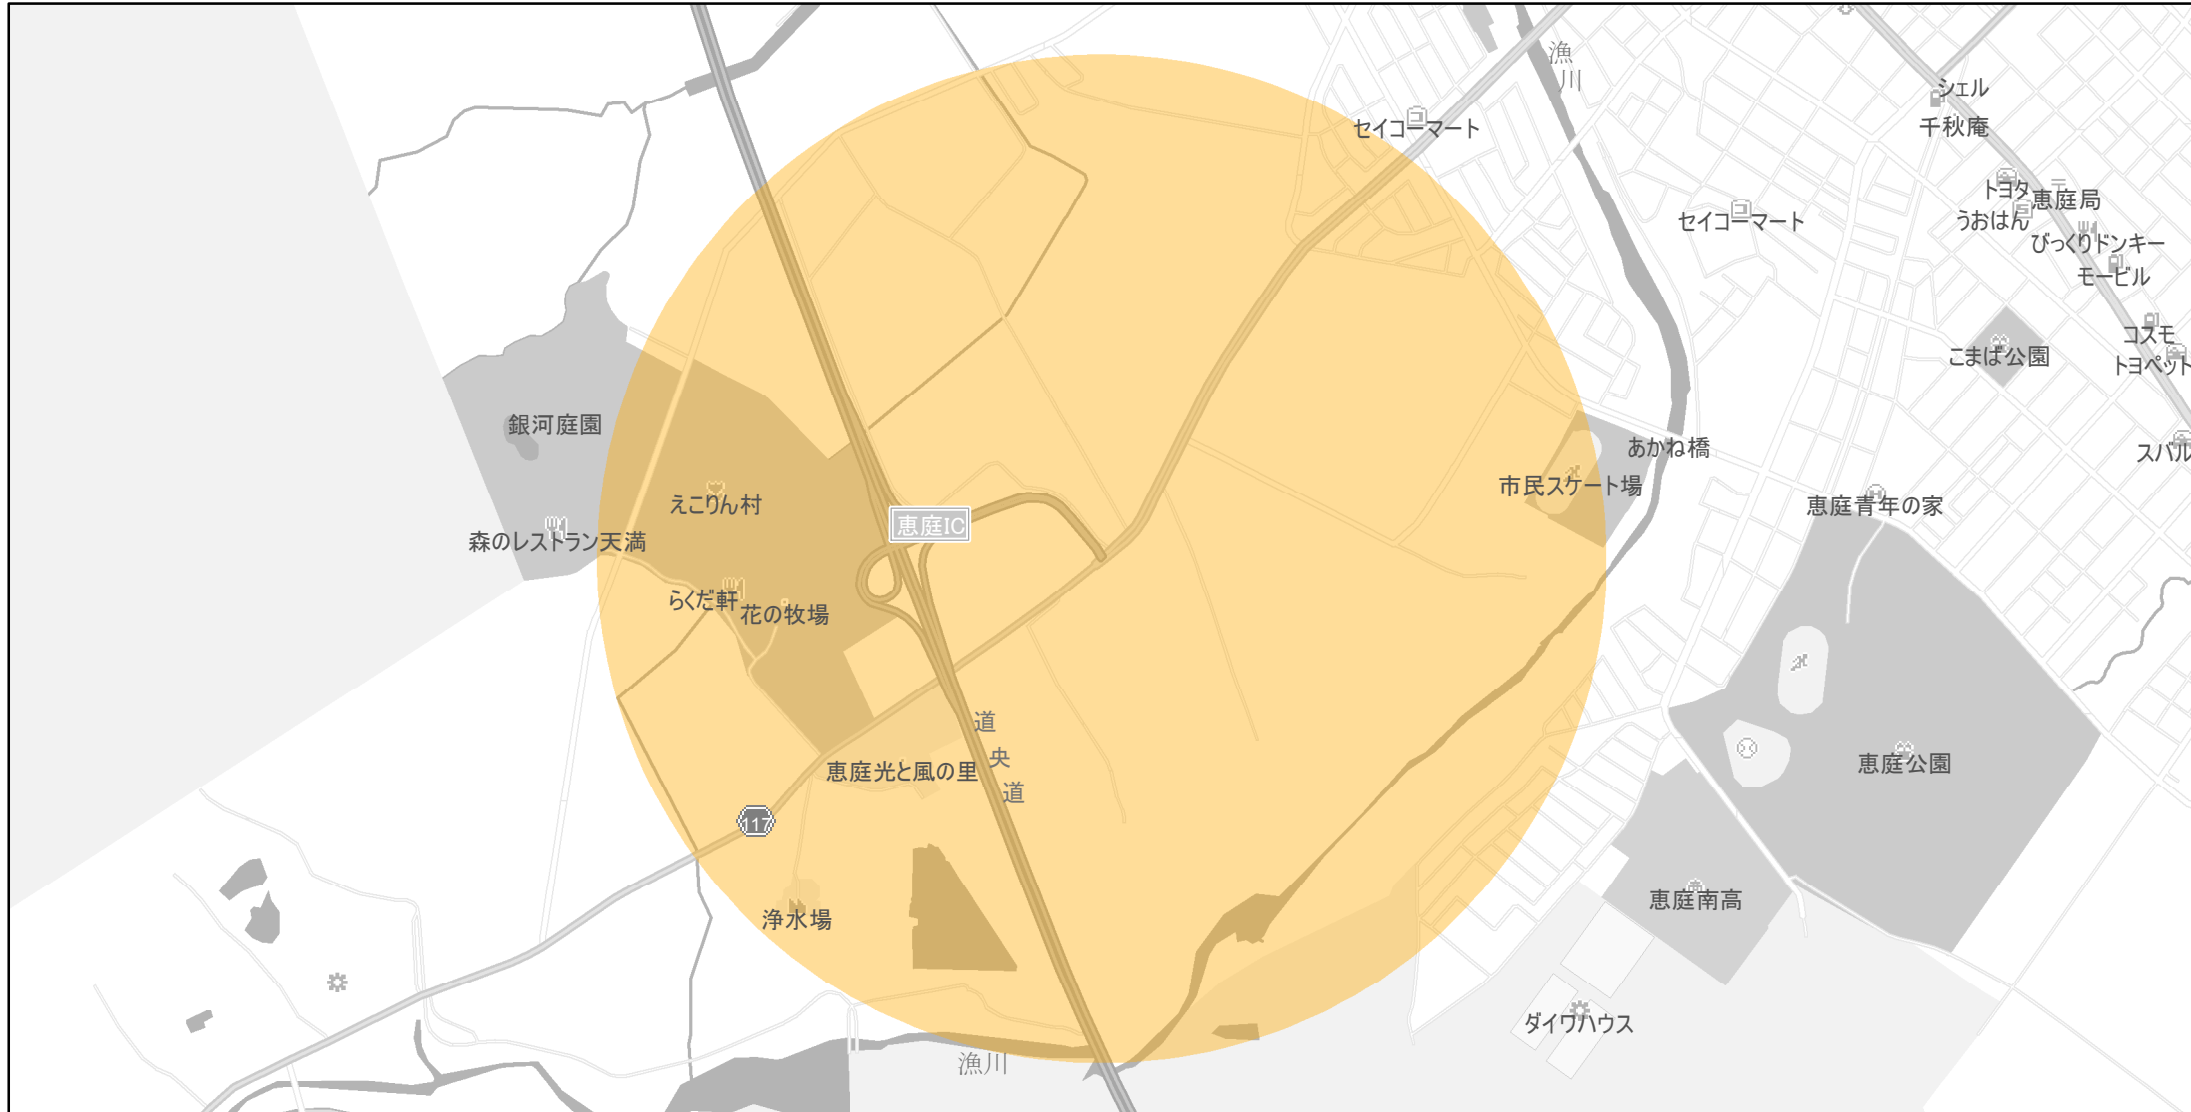 漁
川
シェル
セイコーマート
千秋庵
トヨタ
恵庭局
うおはん
セイコーマート
びっくりドンキー
モービル
コスモ
こまば公園
トヨペット
銀河庭園
あかね橋
スバル
市民スケート場
えこりん村
恵庭青年の家
恵庭IC
森のレストラン天満
らくだ軒
花の牧場
道
央
道
恵庭光と風の里
恵庭公園
117
恵庭南高
浄水場
ダイワハウス
漁川